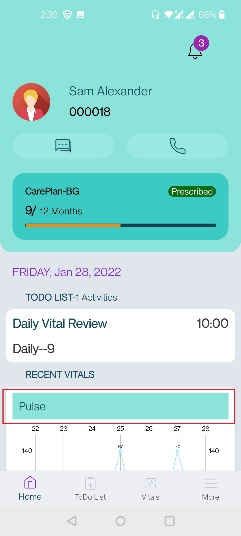 2:30 68%
3
Sam Alexander
000018
CarePlan-BG Prescribed
9/ 12 Months
FRIDAY, Jan 28, 2022
TODO LIST-1 Activities
Daily Vital Review 10:00
Daily--9
RECENT VITALS
Pulse
22 23 24 25 26 27 28
140 140
Home ToDo List Vitals More